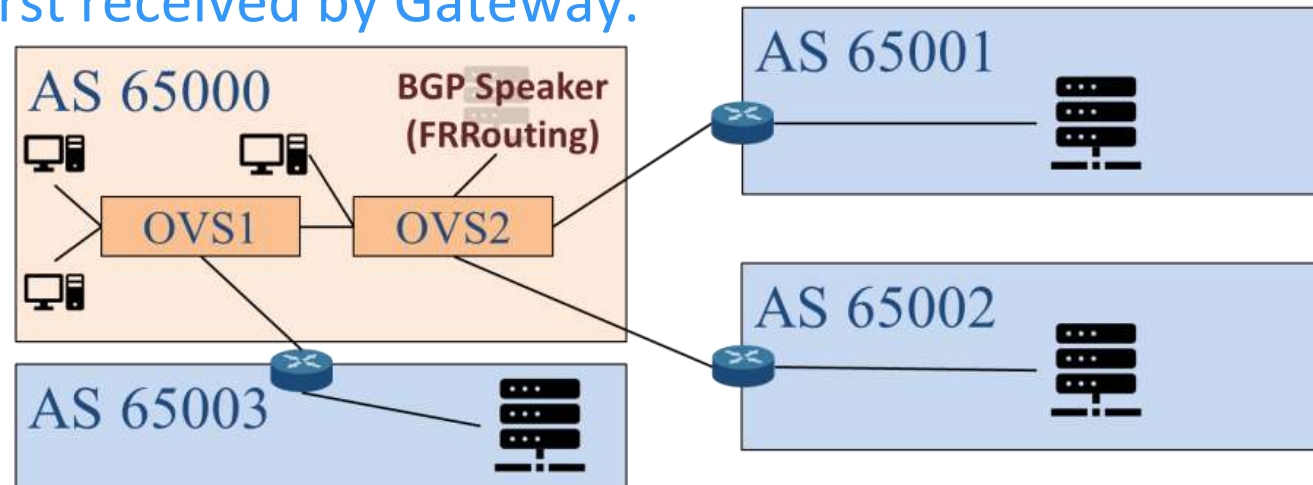 rst received by Gateway.
AS 65000
BGP Speaker
(FRRouting)
OVS1
OVS2
AS 65001
AS 65002
AS 65003